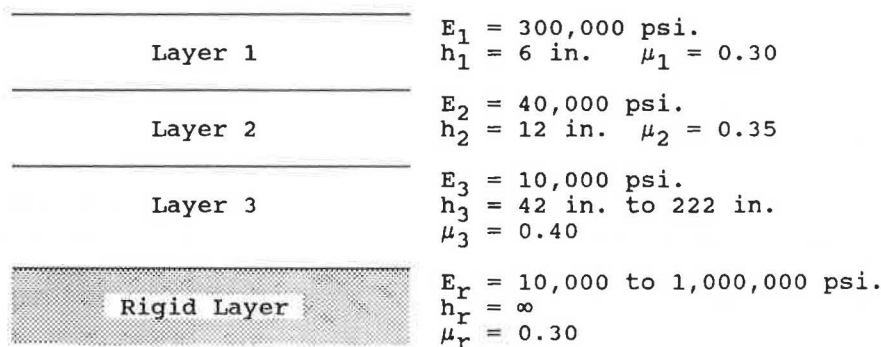 Layer 1
E₁ = 300,000 psi.
h₁ = 6 in. μ₁ = 0.30
Layer 2
E₂ = 40,000 psi.
h₂ = 12 in. μ₂ = 0.35
Layer 3
E₃ = 10,000 psi.
h₃ = 42 in. to 222 in.
μ₃ = 0.40
Rigid Layer
Eᵣ = 10,000 to 1,000,000 psi.
hᵣ = ∞
μᵣ = 0.30